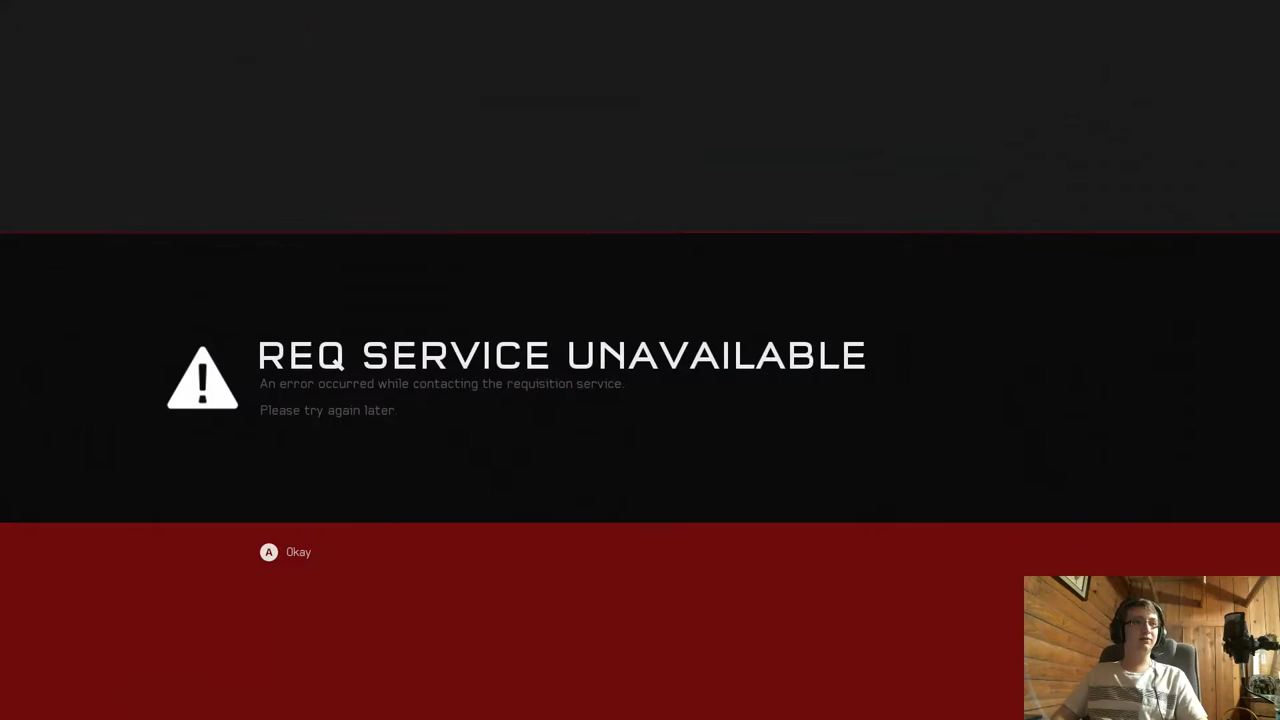 REQ SERVICE UNAVAILABLE
An error occurred while contacting the requisition service.
Please try again later.
A Okay